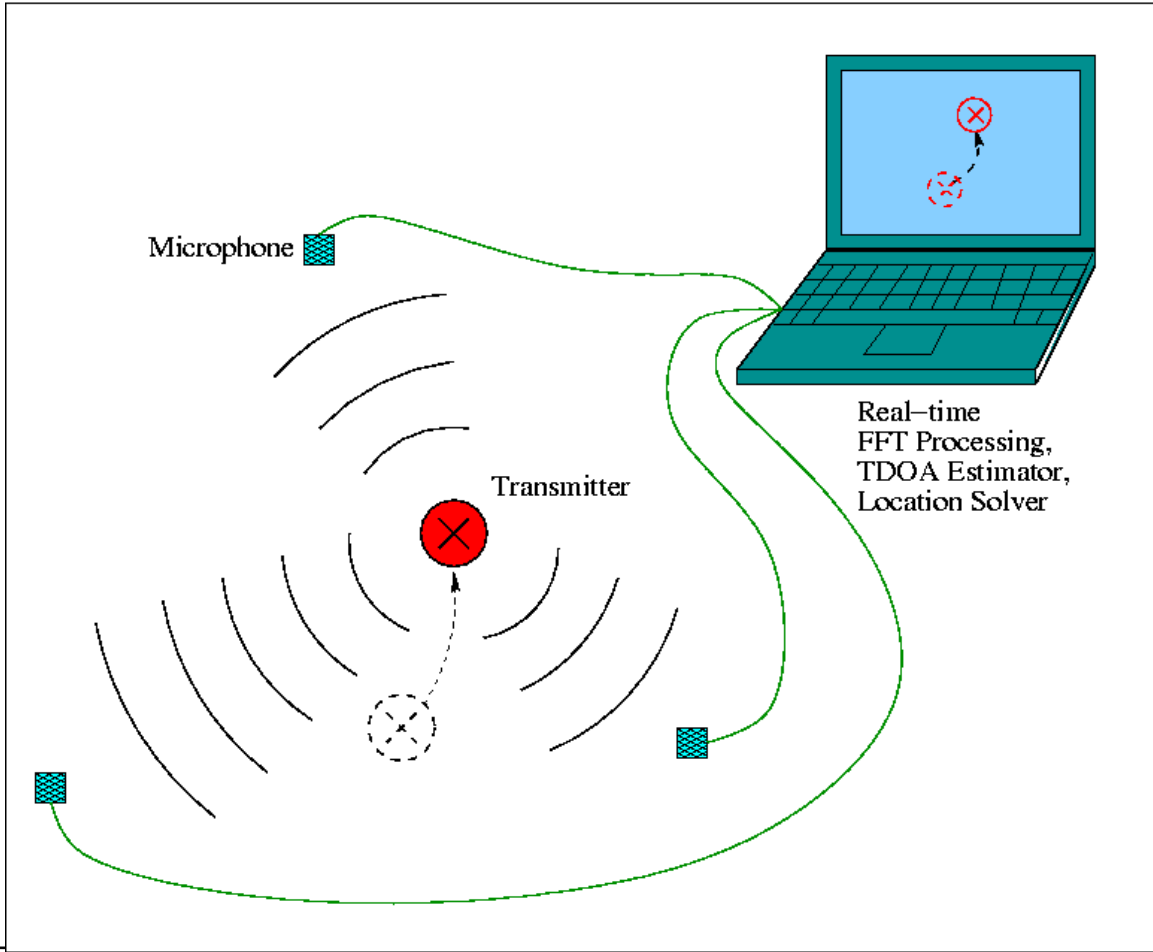 Microphone
Transmitter
Real-time
FFT Processing,
TDOA Estimator,
Location Solver